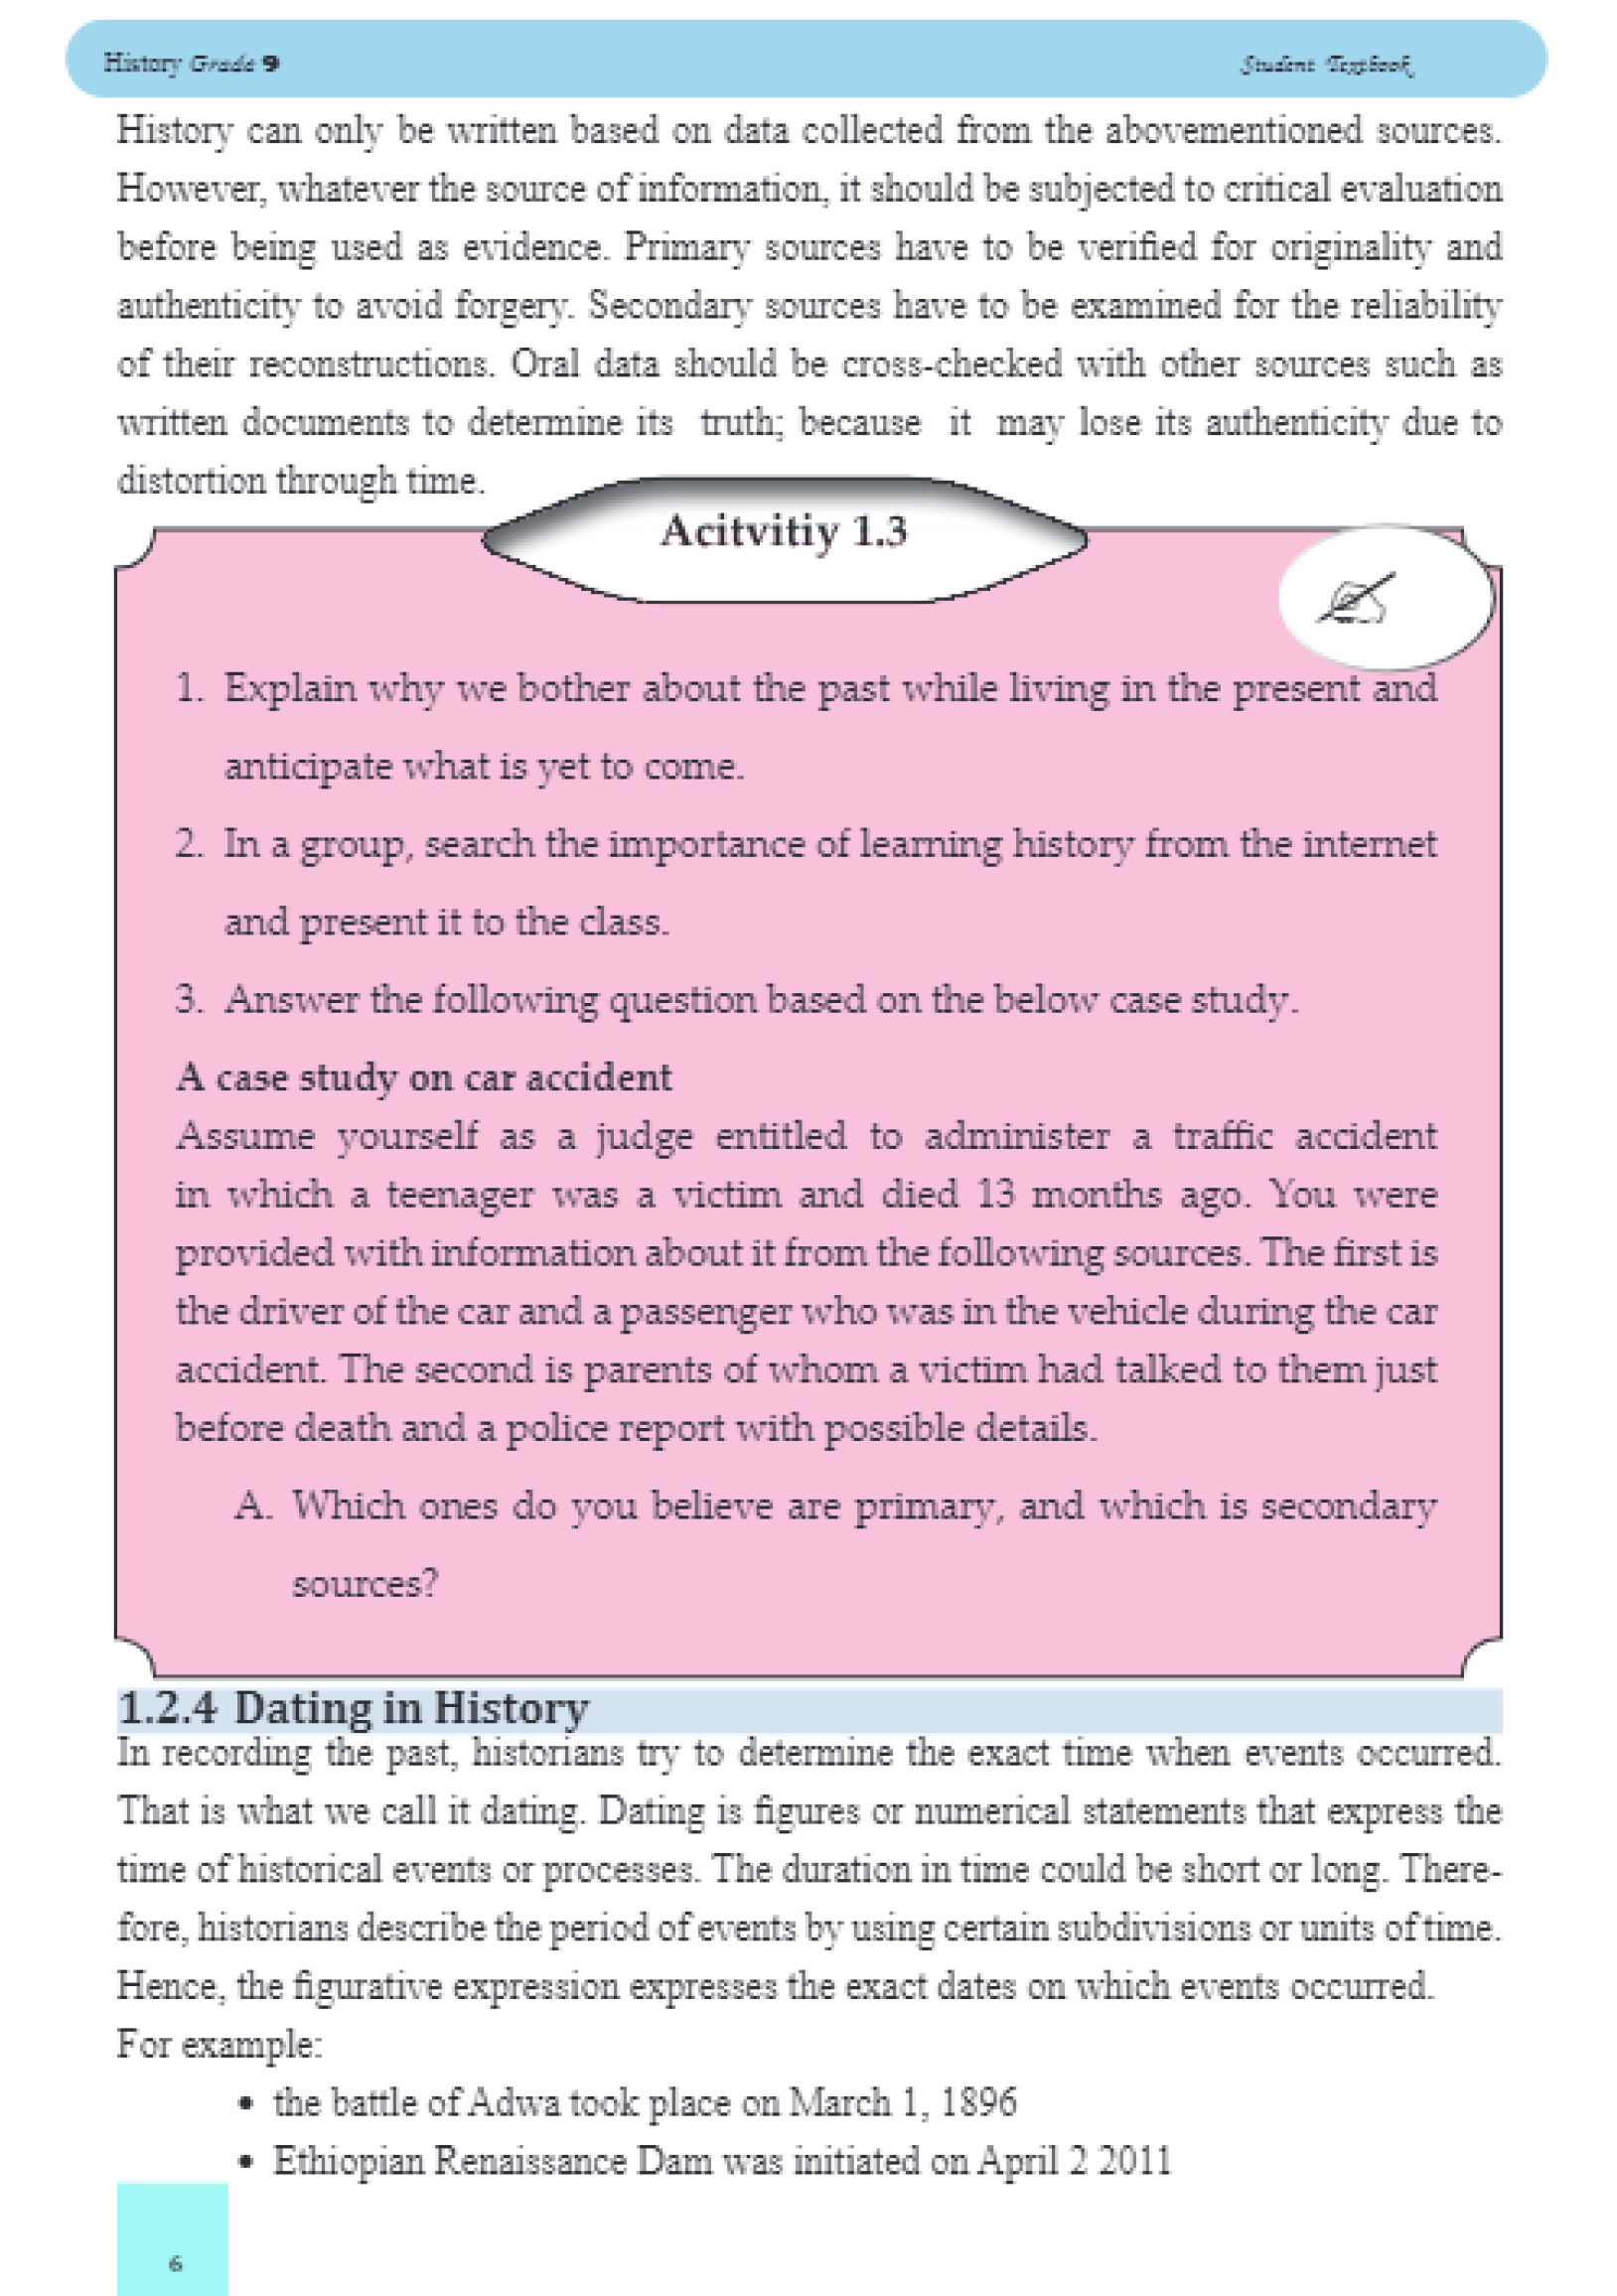 History Grade 9
Student Textbook
History can only be written based on data collected from the abovementioned sources.
However, whatever the source of information, it should be subjected to critical evaluation
before being used as evidence. Primary sources have to be verified for originality and
authenticity to avoid forgery. Secondary sources have to be examined for the reliability
of their reconstructions. Oral data should be cross-checked with other sources such as
written documents to determine its truth; because it may lose its authenticity due to
distortion through time.
Acitvitiy 1.3
1. Explain why we bother about the past while living in the present and
anticipate what is yet to come.
2. In a group, search the importance of learning history from the internet
and present it to the class.
3. Answer the following question based on the below case study.
A case study on car accident
Assume yourself as a judge entitled to administer a traffic accident
in which a teenager was a victim and died 13 months ago. You were
provided with information about it from the following sources. The first is
the driver of the car and a passenger who was in the vehicle during the car
accident. The second is parents of whom a victim had talked to them just
before death and a police report with possible details.
A. Which ones do you believe are primary, and which is secondary
sources?
1.2.4 Dating in History
In recording the past, historians try to determine the exact time when events occurred.
That is what we call it dating. Dating is figures or numerical statements that express the
time of historical events or processes. The duration in time could be short or long. There-
fore, historians describe the period of events by using certain subdivisions or units of time.
Hence, the figurative expression expresses the exact dates on which events occurred.
For example:
• the battle of Adwa took place on March 1, 1896
• Ethiopian Renaissance Dam was initiated on April 2 2011
6